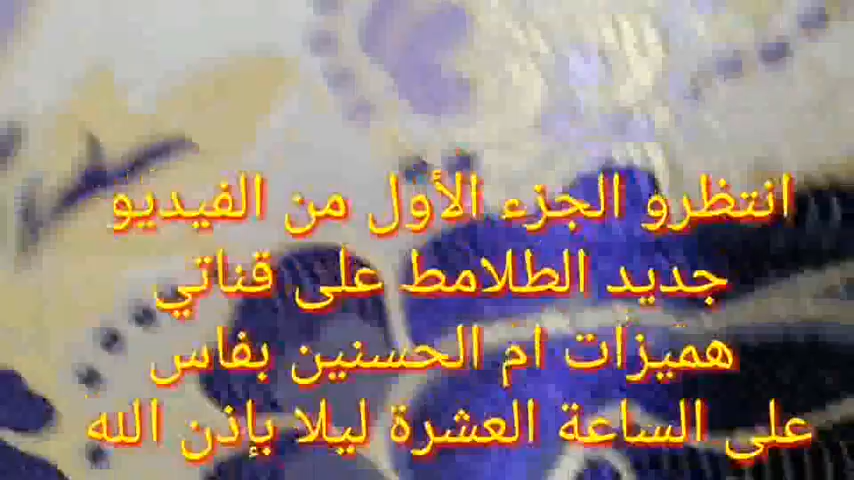 انتظرو الجزء الأول من الفيديو
جديد الطلامط على قناتي
هميزات ام الحسنين بفاس
على الساعة العشرة ليلا بإذن الله